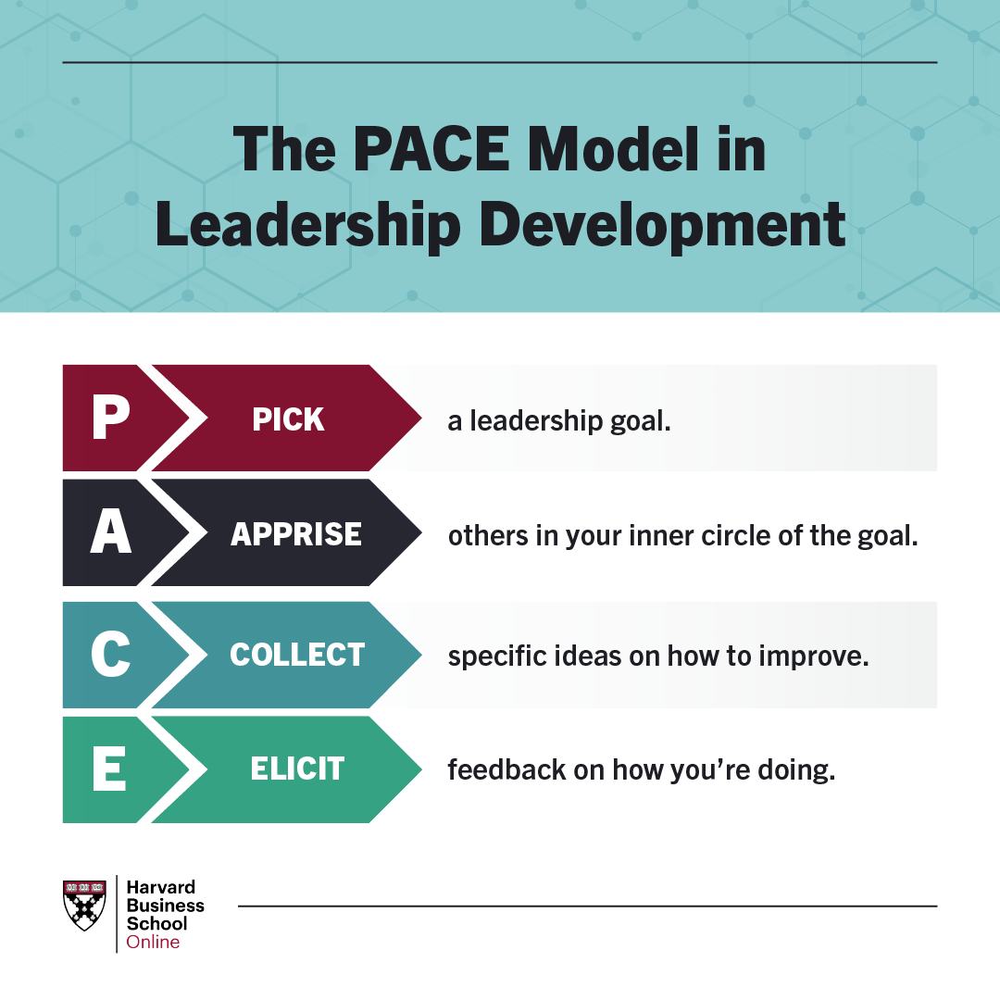 The PACE Model in
Leadership Development
P PICK a leadership goal.
A APPRISE others in your inner circle of the goal.
C COLLECT specific ideas on how to improve.
E ELICIT feedback on how you're doing.
Harvard
Business
School
Online